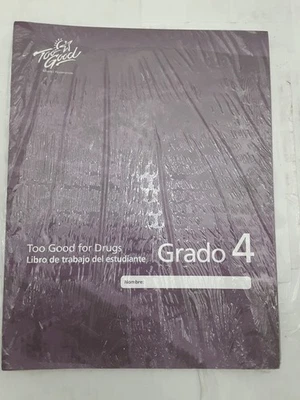 Too
Good
Too Good for Drugs
Libro de trabajo del estudiante
Grado 4
Nombre: